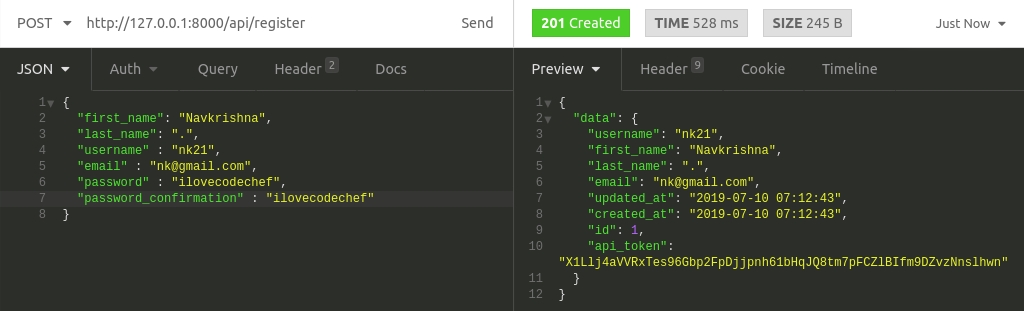 POST http://127.0.0.1:8000/api/register Send
201 Created TIME 528 ms SIZE 245 B Just Now
JSON Auth Query Header 2 Docs
Preview Header 9 Cookie Timeline
1 {
2 "first_name": "Navkrishna",
3 "last_name": ".",
4 "username" : "nk21",
5 "email" : "nk@gmail.com",
6 "password" : "ilovecodechef",
7 "password_confirmation" : "ilovecodechef"
8 }
1 {
2 "data": {
3 "username": "nk21",
4 "first_name": "Navkrishna",
5 "last_name": ".",
6 "email": "nk@gmail.com",
7 "updated_at": "2019-07-10 07:12:43",
8 "created_at": "2019-07-10 07:12:43",
9 "id": 1,
10 "api_token":
"X1Llj4aVVRxTes96Gbp2FpDjjpnh61bHqJQ8tm7pFCZlBIfm9DZvzNnslhwn"
11 }
12 }